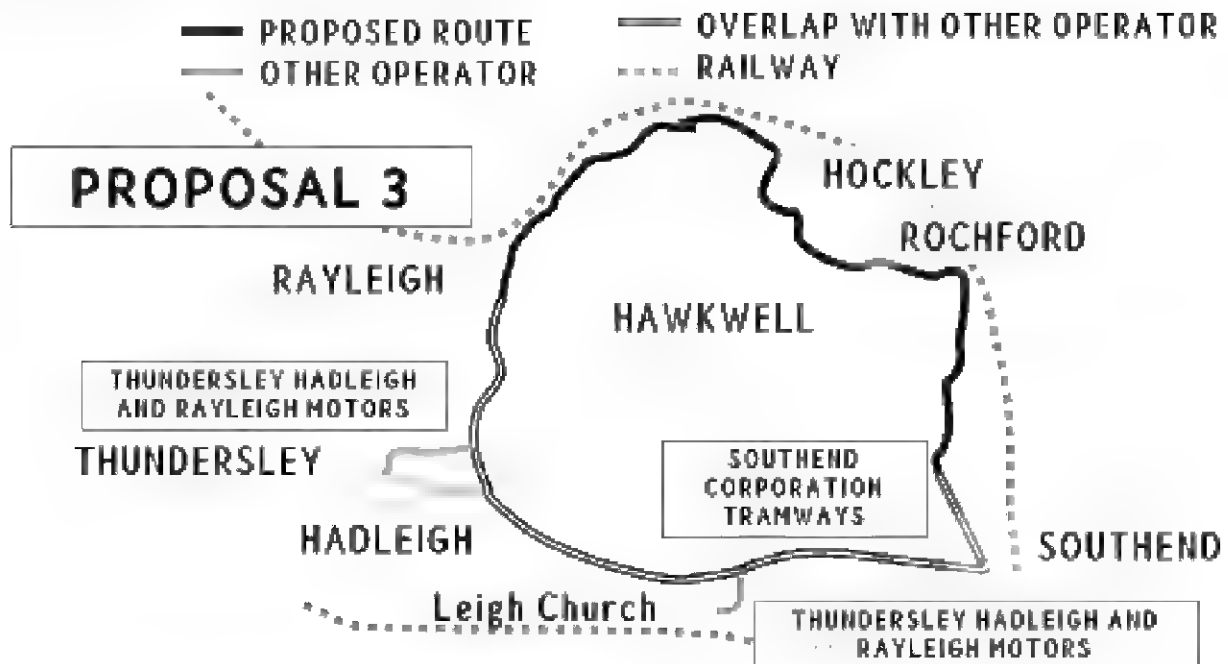 PROPOSED ROUTE
OTHER OPERATOR
OVERLAP WITH OTHER OPERATOR
RAILWAY
PROPOSAL 3
HOCKLEY
ROCHFORD
RAYLEIGH
HAWKWELL
THUNDERSLEY HADLEIGH
AND RAYLEIGH MOTORS
THUNDERSLEY
SOUTHEND
CORPORATION
TRAMWAYS
HADLEIGH
SOUTHEND
Leigh Church
THUNDERSLEY HADLEIGH AND
RAYLEIGH MOTORS